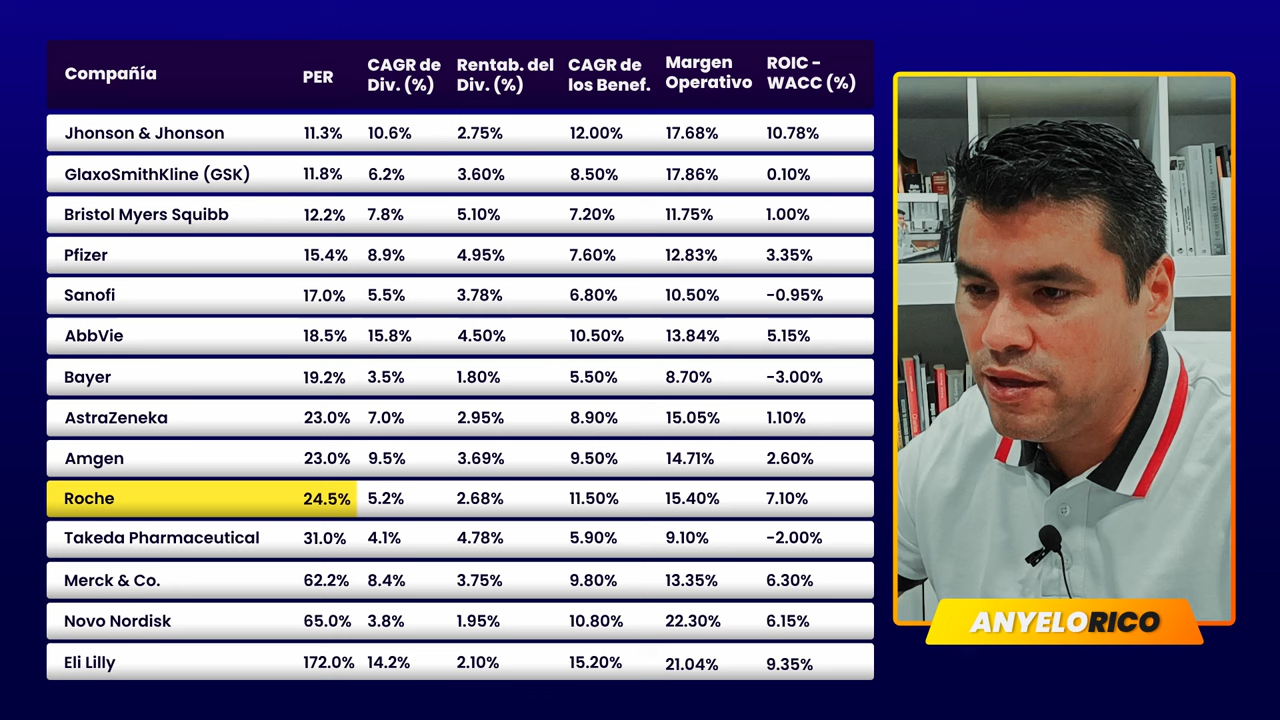 Compañía PER CAGR de Div. (%) Rentab. del Div. (%) CAGR de los Benef. Margen Operativo ROIC - WACC (%)
Jhonson & Jhonson 11.3% 10.6% 2.75% 12.00% 17.68% 10.78%
GlaxoSmithKline (GSK) 11.8% 6.2% 3.60% 8.50% 17.86% 0.10%
Bristol Myers Squibb 12.2% 7.8% 5.10% 7.20% 11.75% 1.00%
Pfizer 15.4% 8.9% 4.95% 7.60% 12.83% 3.35%
Sanofi 17.0% 5.5% 3.78% 6.80% 10.50% -0.95%
AbbVie 18.5% 15.8% 4.50% 10.50% 13.84% 5.15%
Bayer 19.2% 3.5% 1.80% 5.50% 8.70% -3.00%
AstraZeneka 23.0% 7.0% 2.95% 8.90% 15.05% 1.10%
Amgen 23.0% 9.5% 3.69% 9.50% 14.71% 2.60%
Roche 24.5% 5.2% 2.68% 11.50% 15.40% 7.10%
Takeda Pharmaceutical 31.0% 4.1% 4.78% 5.90% 9.10% -2.00%
Merck & Co. 62.2% 8.4% 3.75% 9.80% 13.35% 6.30%
Novo Nordisk 65.0% 3.8% 1.95% 10.80% 22.30% 6.15%
Eli Lilly 172.0% 14.2% 2.10% 15.20% 21.04% 9.35%
ANYELORICO